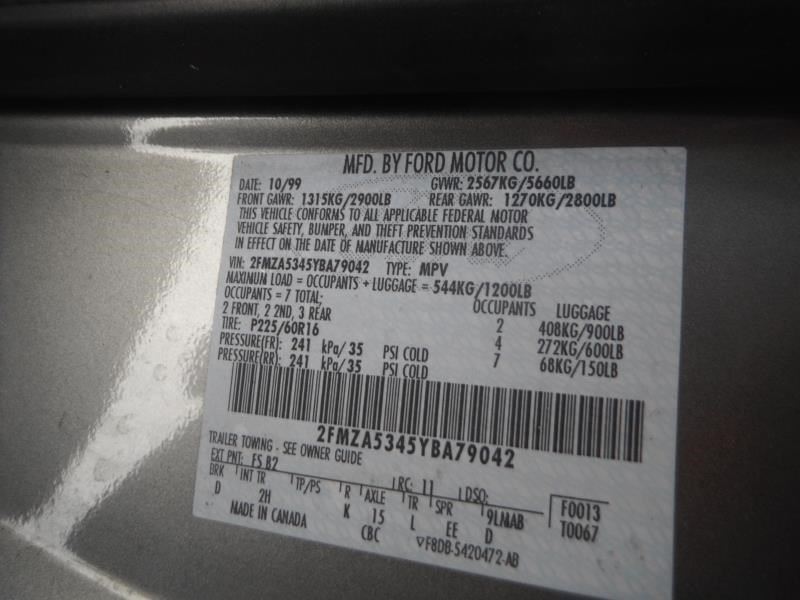 MFD. BY FORD MOTOR CO.
DATE: 10/99 GVWR: 2567KG/5660LB
FRONT GAWR: 1315KG/2900LB REAR GAWR: 1270KG/2800LB
THIS VEHICLE CONFORMS TO ALL APPLICABLE FEDERAL MOTOR
VEHICLE SAFETY, BUMPER, AND THEFT PREVENTION STANDARDS
IN EFFECT ON THE DATE OF MANUFACTURE SHOWN ABOVE.
VIN: 2FMZA5345YBA79042 TYPE: MPV
MAXIMUM LOAD = OCCUPANTS + LUGGAGE = 544KG/1200LB
OCCUPANTS = 7 TOTAL; OCCUPANTS LUGGAGE
2 FRONT, 2 2ND, 3 REAR 2 408KG/900LB
TIRE: P225/60R16 4 272KG/600LB
PRESSURE(FR): 241 kPa/35 PSI COLD 7 68KG/150LB
PRESSURE(RR): 241 kPa/35 PSI COLD
2FMZA5345YBA79042
TRAILER TOWING - SEE OWNER GUIDE
EXT PNT: FS B2 RC: 11 DSO: F0013
BRK INT TR TP/PS R AXLE TR SPR 9LMAB T0067
D 2H K 15 L EE D
MADE IN CANADA CBC ▽F8DB-5420472-AB